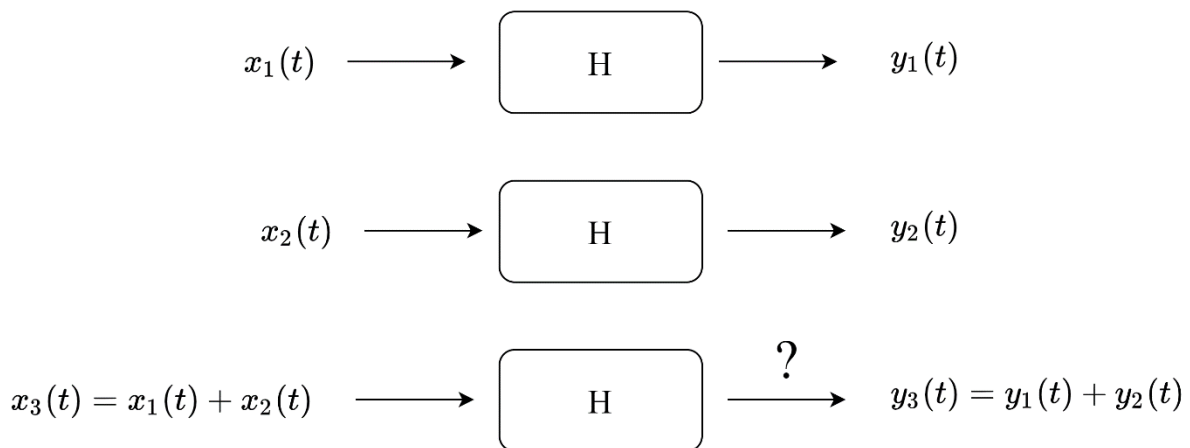 x₁(t) H y₁(t)
x₂(t) H y₂(t)
?
x₃(t) = x₁(t) + x₂(t) H y₃(t) = y₁(t) + y₂(t)